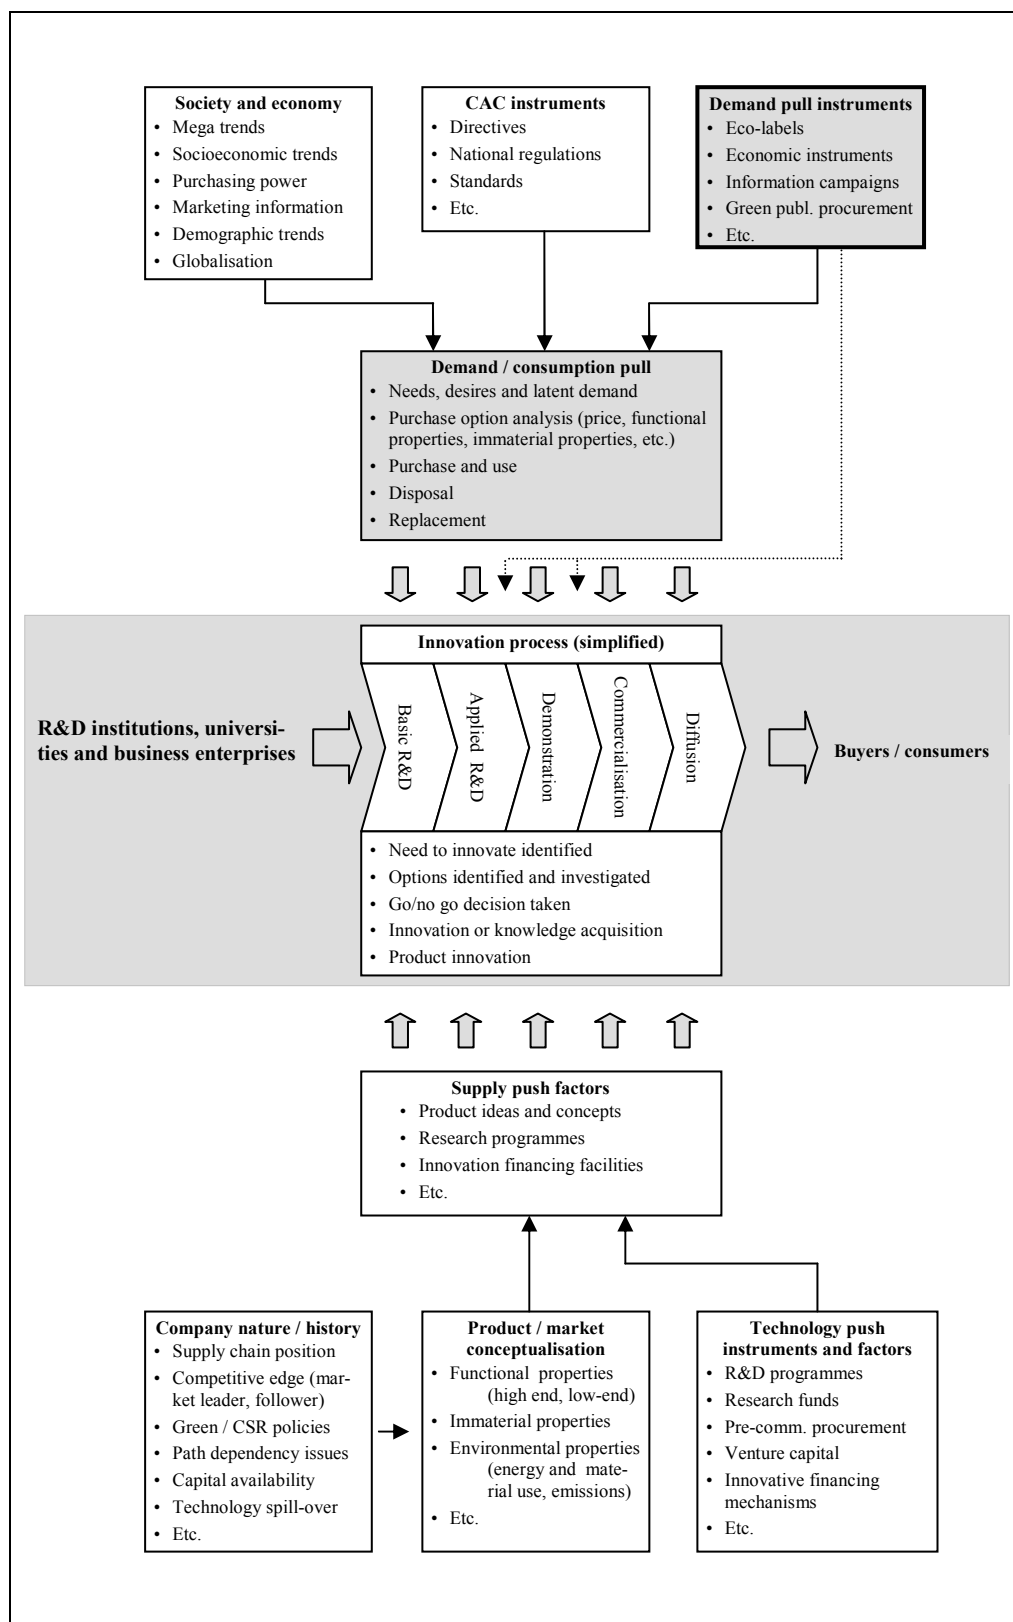 Society and economy
• Mega trends
• Socioeconomic trends
• Purchasing power
• Marketing information
• Demographic trends
• Globalisation
CAC instruments
• Directives
• National regulations
• Standards
• Etc.
Demand pull instruments
• Eco-labels
• Economic instruments
• Information campaigns
• Green publ. procurement
• Etc.
Demand / consumption pull
• Needs, desires and latent demand
• Purchase option analysis (price, functional
properties, immaterial properties, etc.)
• Purchase and use
• Disposal
• Replacement
Innovation process (simplified)
R&D institutions, universi-
ties and business enterprises
Basic R&D
Applied R&D
Demonstration
Commercialisation
Diffusion
Buyers / consumers
• Need to innovate identified
• Options identified and investigated
• Go/no go decision taken
• Innovation or knowledge acquisition
• Product innovation
Supply push factors
• Product ideas and concepts
• Research programmes
• Innovation financing facilities
• Etc.
Company nature / history
• Supply chain position
• Competitive edge (mar-
ket leader, follower)
• Green / CSR policies
• Path dependency issues
• Capital availability
• Technology spill-over
• Etc.
Product / market
conceptualisation
• Functional properties
(high end, low-end)
• Immaterial properties
• Environmental properties
(energy and mate-
rial use, emissions)
• Etc.
Technology push
instruments and factors
• R&D programmes
• Research funds
• Pre-comm. procurement
• Venture capital
• Innovative financing
mechanisms
• Etc.